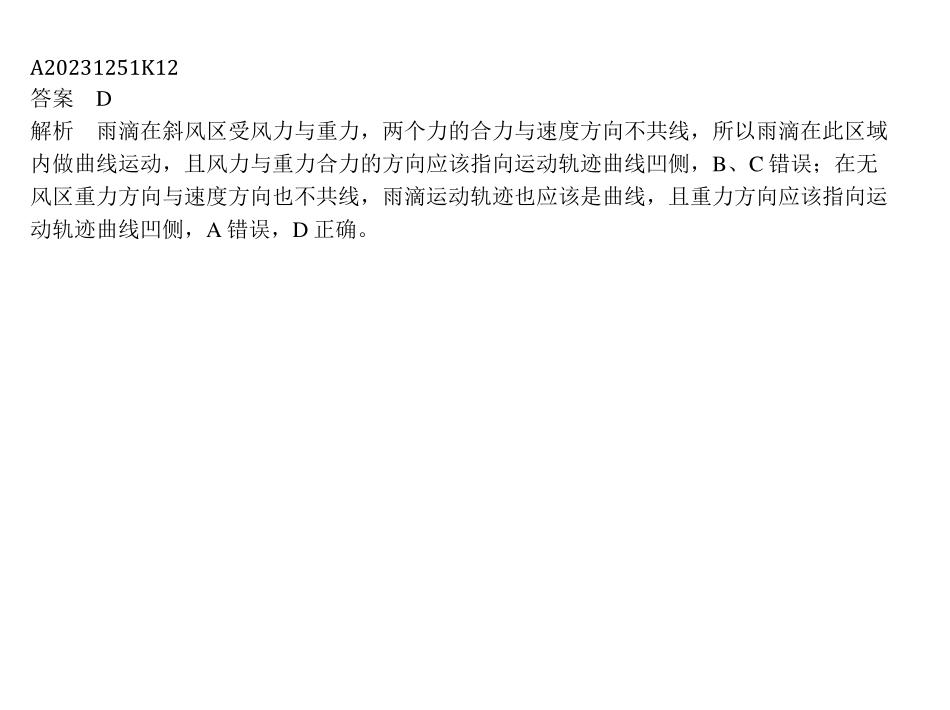 A20231251K12
答案　D
解析　雨滴在斜风区受风力与重力，两个力的合力与速度方向不共线，所以雨滴在此区域
内做曲线运动，且风力与重力合力的方向应该指向运动轨迹曲线凹侧，B、C 错误；在无
风区重力方向与速度方向也不共线，雨滴运动轨迹也应该是曲线，且重力方向应该指向运
动轨迹曲线凹侧，A 错误，D 正确。